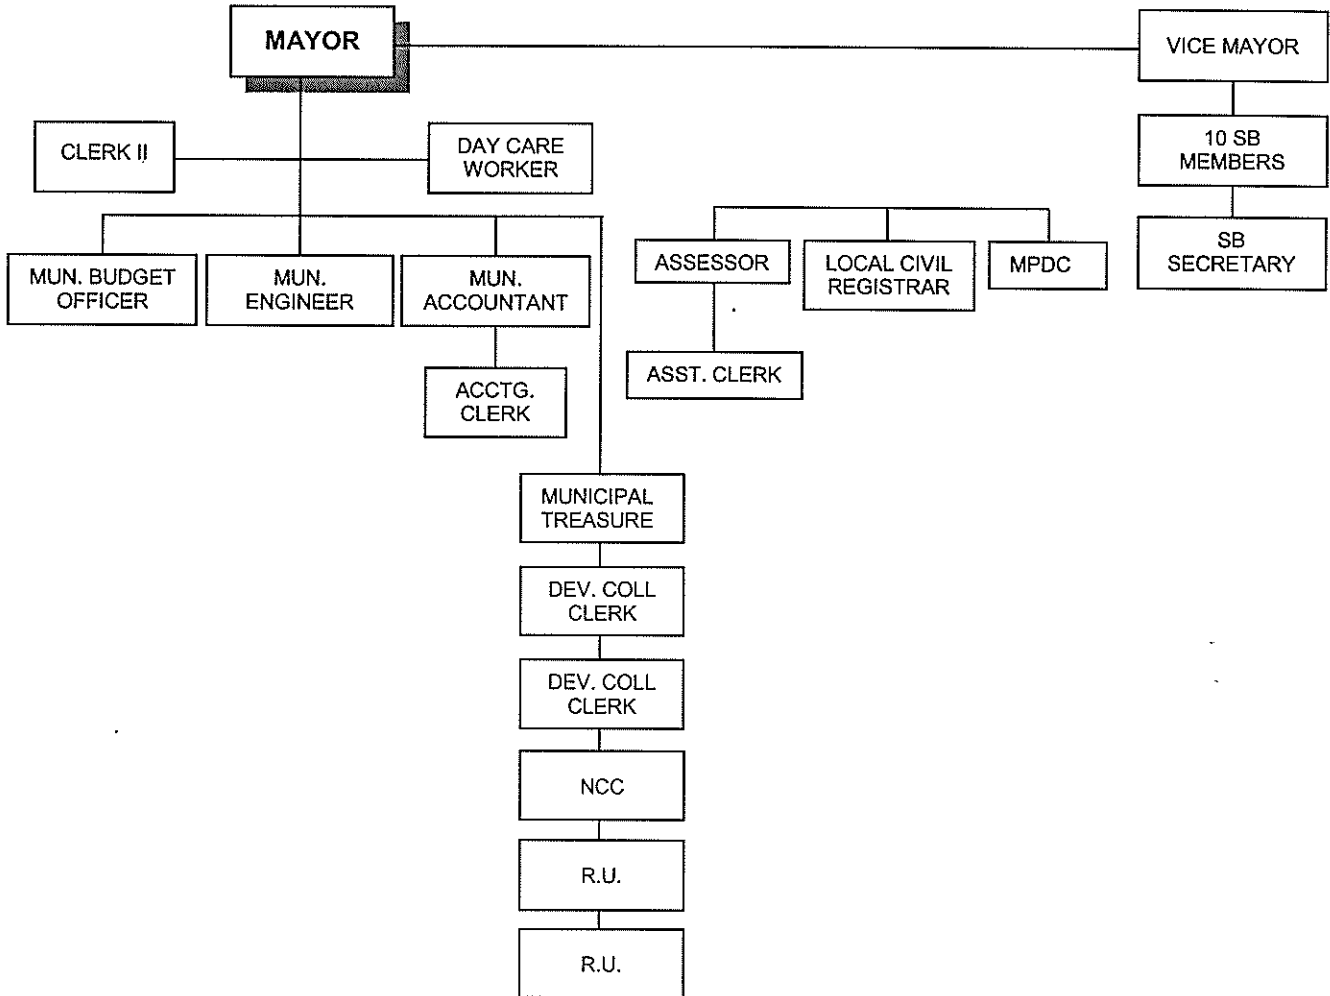 MAYOR
VICE MAYOR
CLERK II
DAY CARE
WORKER
10 SB
MEMBERS
MUN. BUDGET
OFFICER
MUN.
ENGINEER
MUN.
ACCOUNTANT
ASSESSOR
LOCAL CIVIL
REGISTRAR
MPDC
SB
SECRETARY
ACCTG.
CLERK
ASST. CLERK
MUNICIPAL
TREASURE
DEV. COLL
CLERK
DEV. COLL
CLERK
NCC
R.U.
R.U.